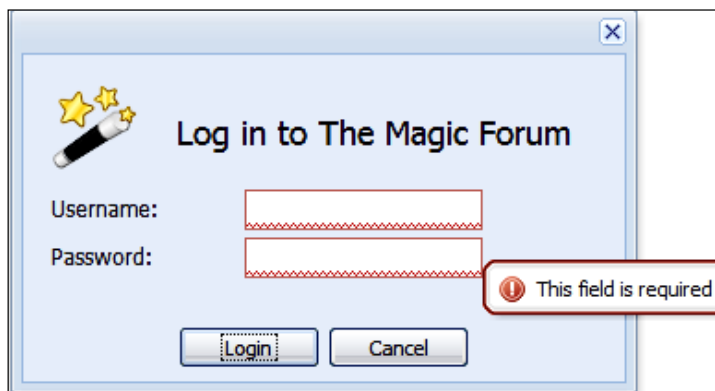 Log in to The Magic Forum
Username:
Password:
This field is required
Login
Cancel